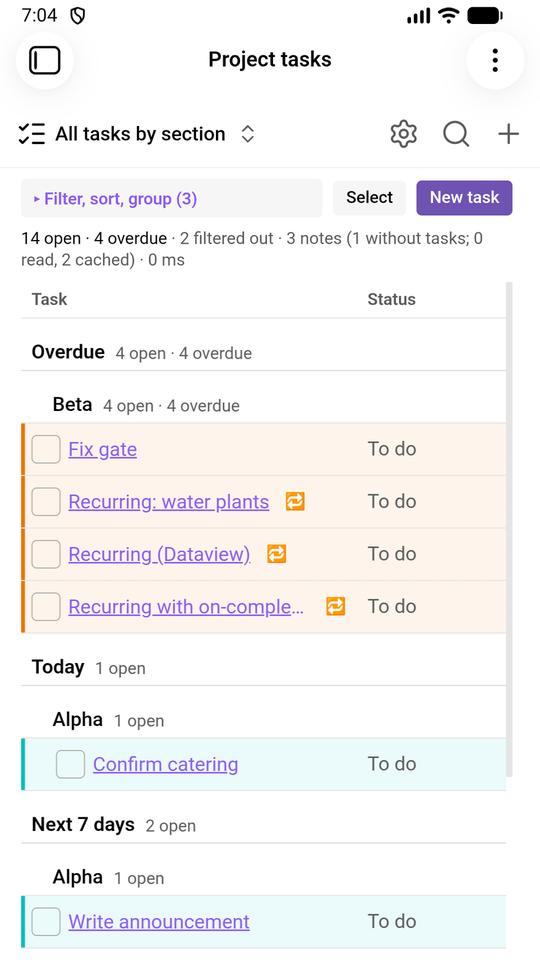 7:04
Project tasks
All tasks by section
▸ Filter, sort, group (3)
Select
New task
14 open · 4 overdue · 2 filtered out · 3 notes (1 without tasks; 0
read, 2 cached) · 0 ms
Task Status
Overdue 4 open · 4 overdue
Beta 4 open · 4 overdue
Fix gate To do
Recurring: water plants 🔁 To do
Recurring (Dataview) 🔁 To do
Recurring with on-comple… 🔁 To do
Today 1 open
Alpha 1 open
Confirm catering To do
Next 7 days 2 open
Alpha 1 open
Write announcement To do